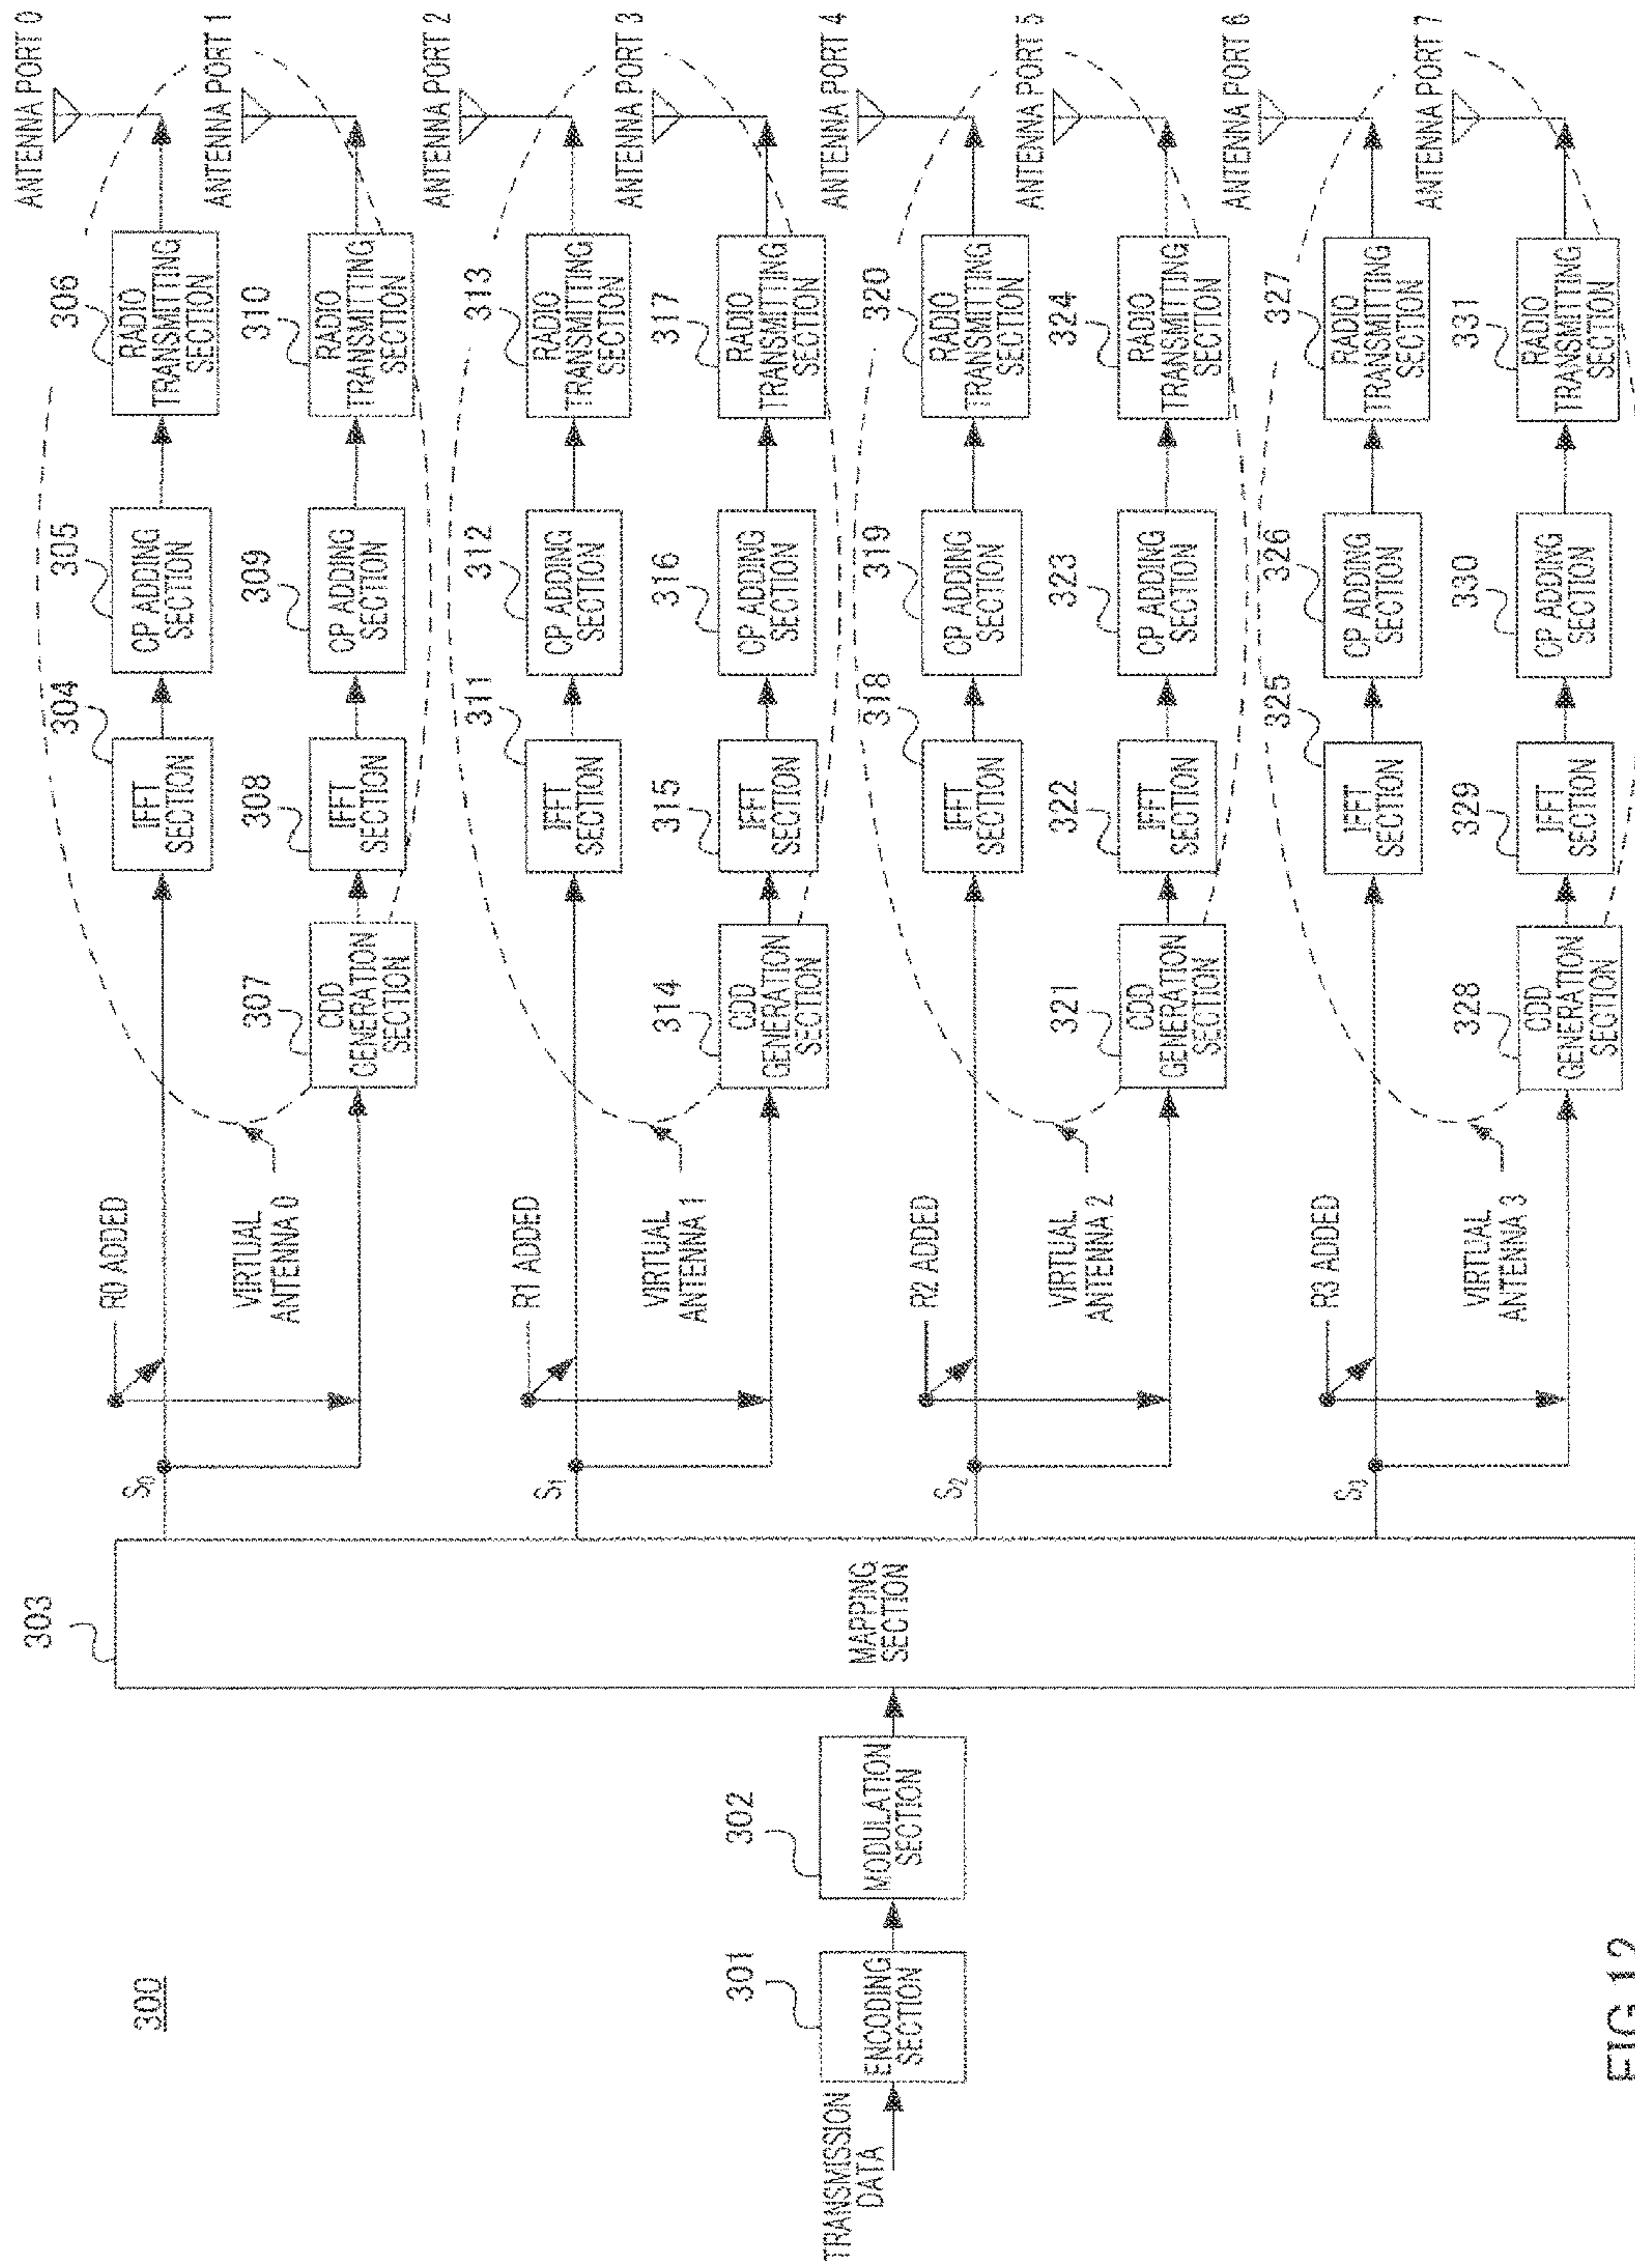 300
TRANSMISSION
DATA
301
ENCODING
SECTION
302
MODULATION
SECTION
303
MAPPING
SECTION
S0
R0 ADDED
VIRTUAL
ANTENNA 0
304
IFFT
SECTION
305
CP ADDING
SECTION
306
RADIO
TRANSMITTING
SECTION
ANTENNA PORT 0
307
CDD
GENERATION
SECTION
308
IFFT
SECTION
309
CP ADDING
SECTION
310
RADIO
TRANSMITTING
SECTION
ANTENNA PORT 1
S1
R1 ADDED
VIRTUAL
ANTENNA 1
311
IFFT
SECTION
312
CP ADDING
SECTION
313
RADIO
TRANSMITTING
SECTION
ANTENNA PORT 2
314
CDD
GENERATION
SECTION
315
IFFT
SECTION
316
CP ADDING
SECTION
317
RADIO
TRANSMITTING
SECTION
ANTENNA PORT 3
S2
R2 ADDED
VIRTUAL
ANTENNA 2
318
IFFT
SECTION
319
CP ADDING
SECTION
320
RADIO
TRANSMITTING
SECTION
ANTENNA PORT 4
321
CDD
GENERATION
SECTION
322
IFFT
SECTION
323
CP ADDING
SECTION
324
RADIO
TRANSMITTING
SECTION
ANTENNA PORT 5
S3
R3 ADDED
VIRTUAL
ANTENNA 3
325
IFFT
SECTION
326
CP ADDING
SECTION
327
RADIO
TRANSMITTING
SECTION
ANTENNA PORT 6
328
CDD
GENERATION
SECTION
329
IFFT
SECTION
330
CP ADDING
SECTION
331
RADIO
TRANSMITTING
SECTION
ANTENNA PORT 7
FIG.12